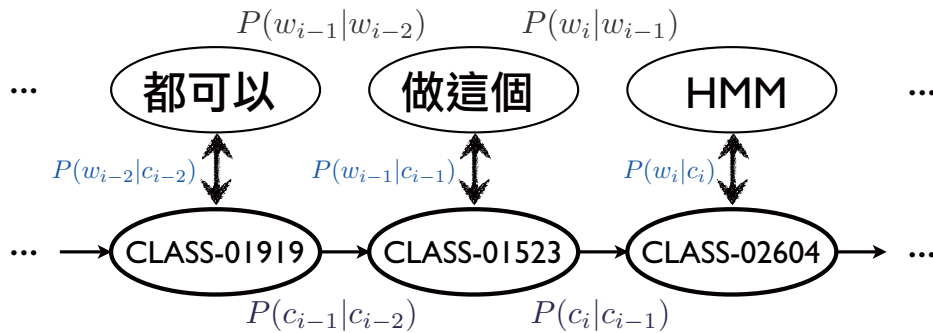 P(w_{i-1}|w_{i-2}) P(w_i|w_{i-1})
... 都可以 做這個 HMM ...
P(w_{i-2}|c_{i-2}) P(w_{i-1}|c_{i-1}) P(w_i|c_i)
... CLASS-01919 CLASS-01523 CLASS-02604 ...
P(c_{i-1}|c_{i-2}) P(c_i|c_{i-1})